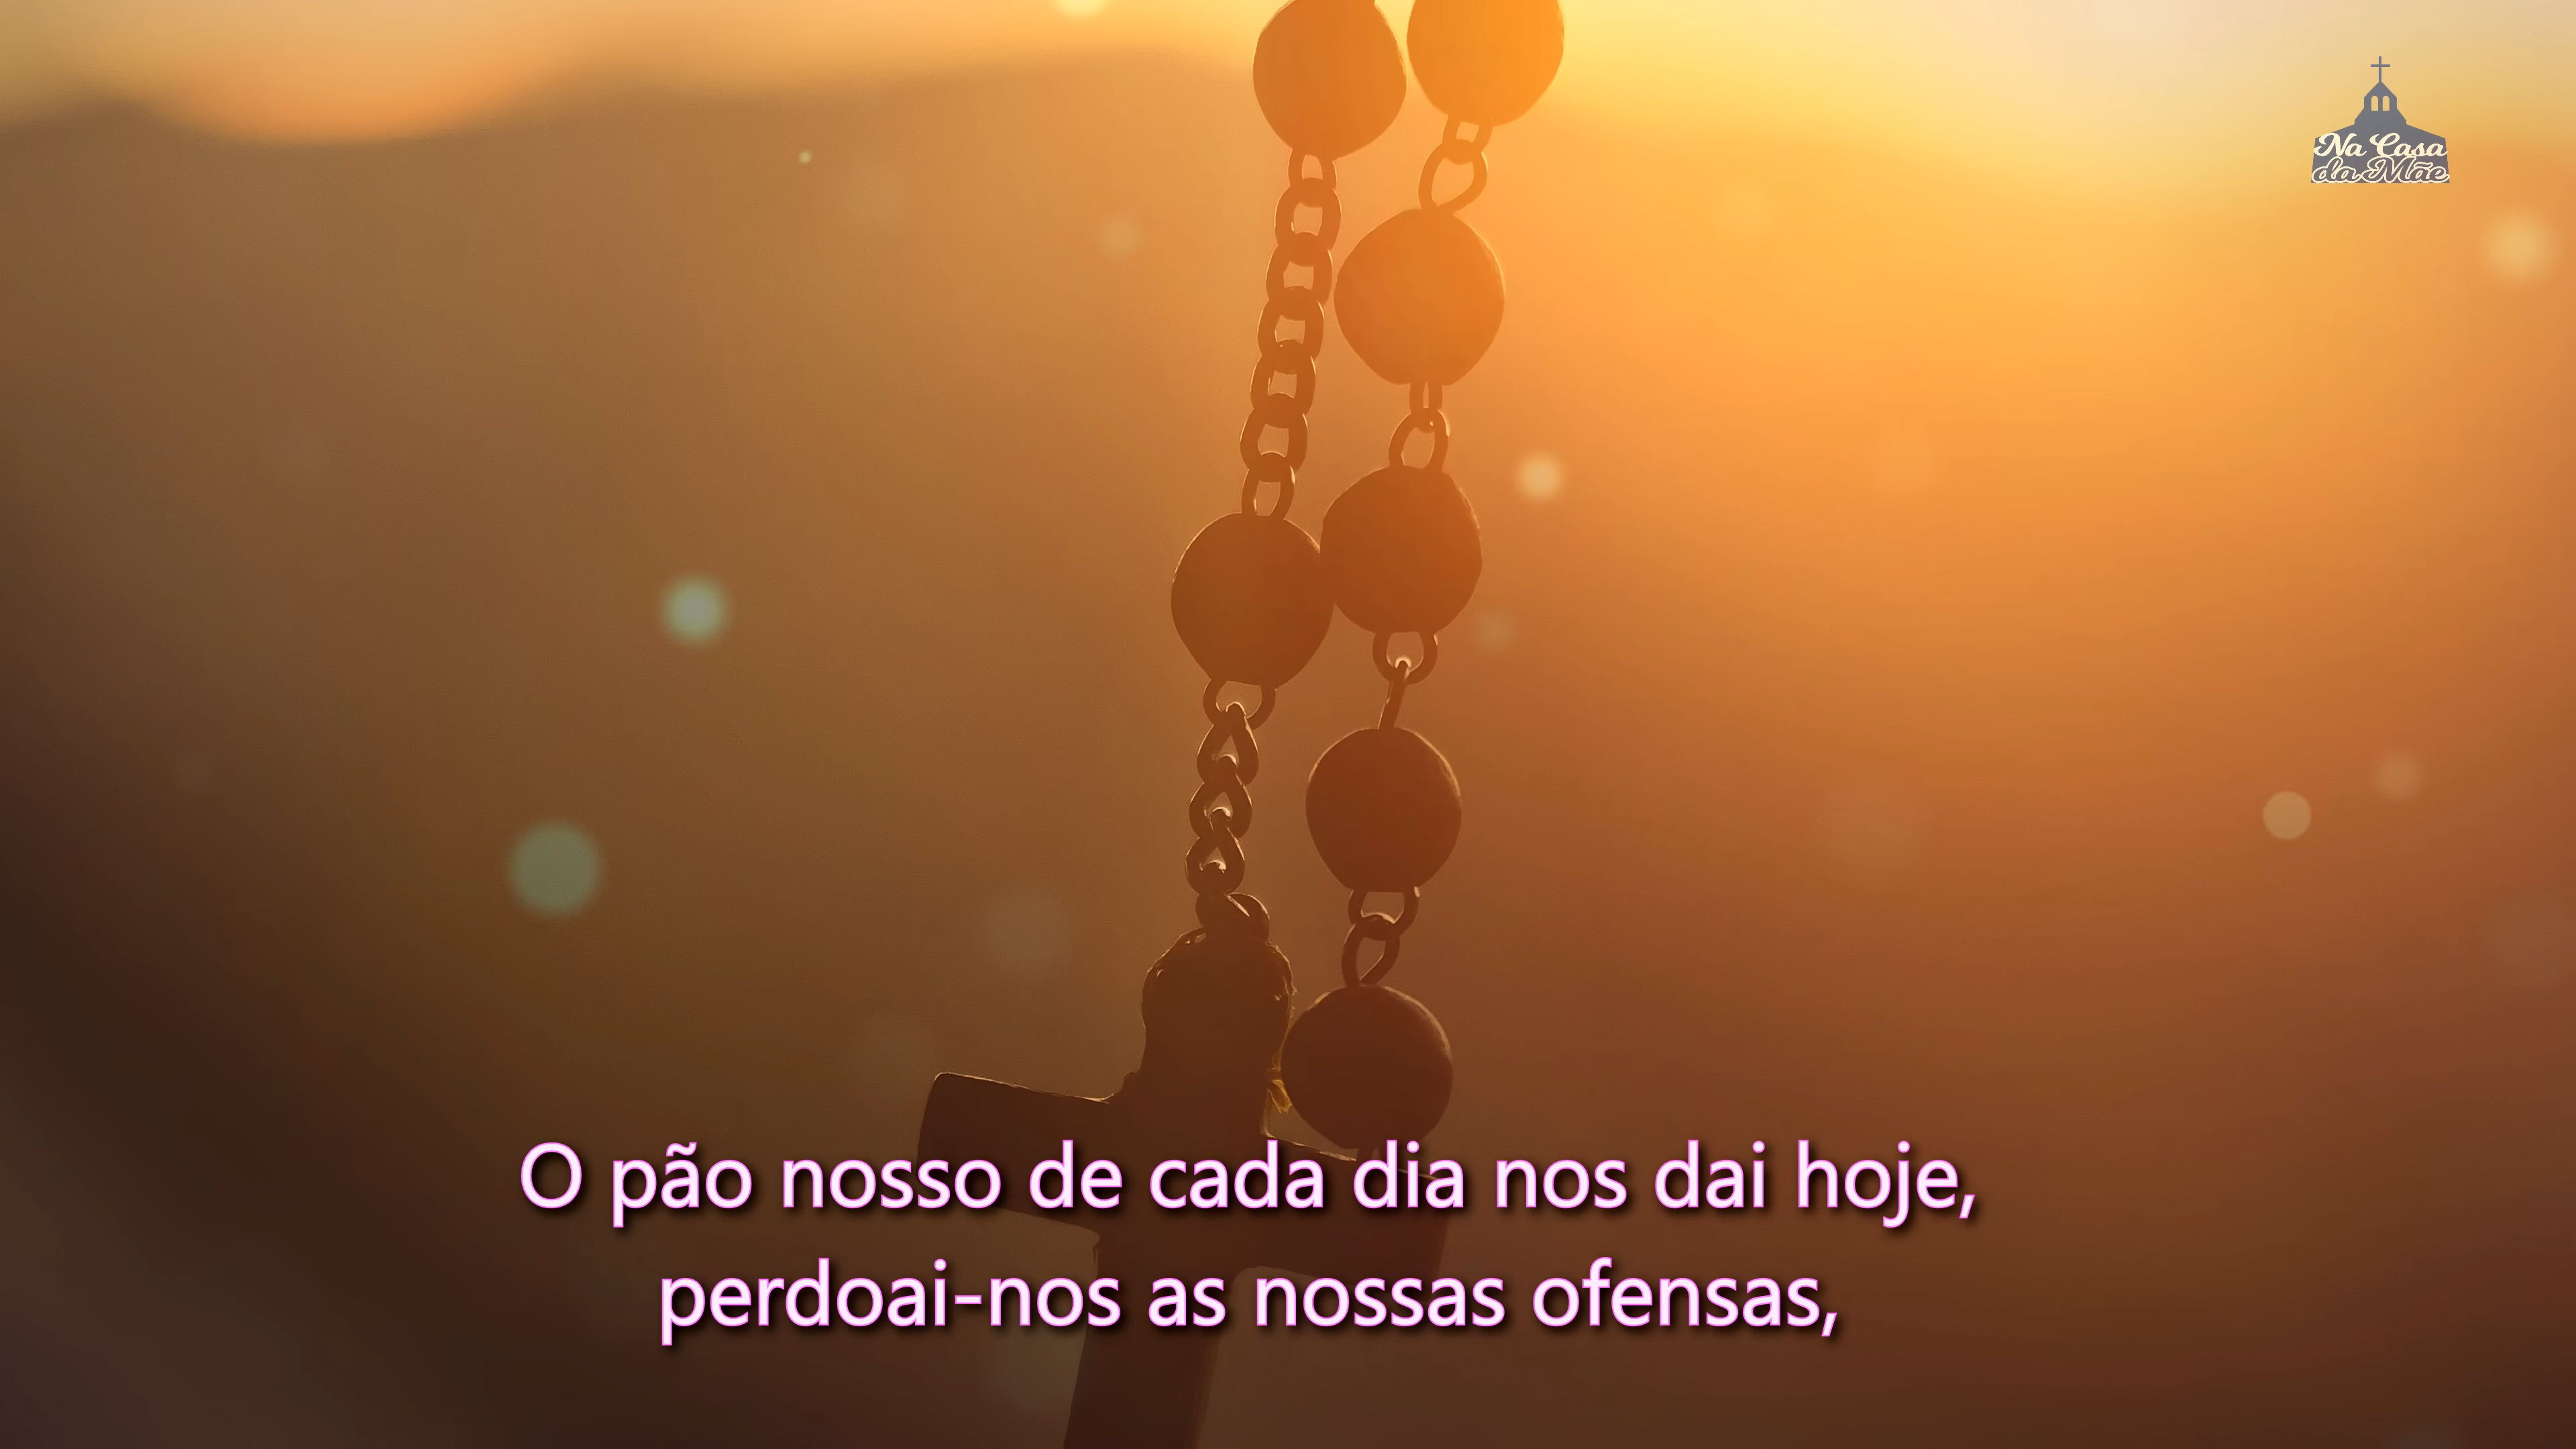 Na Casa
da Mãe
O pão nosso de cada dia nos dai hoje,
perdoai-nos as nossas ofensas,